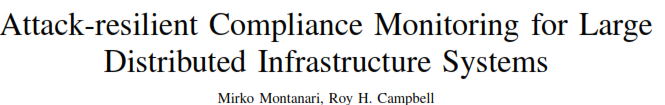 Attack-resilient Compliance Monitoring for Large
Distributed Infrastructure Systems
Mirko Montanari, Roy H. Campbell